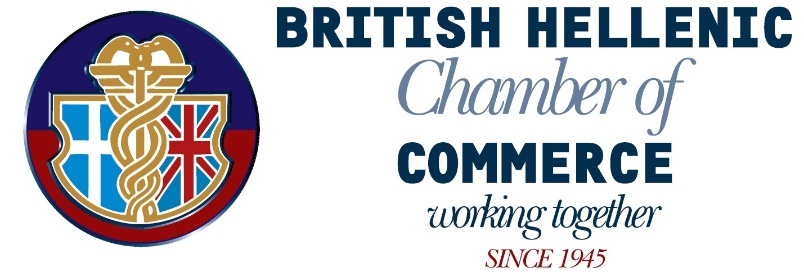 BRITISH HELLENIC
Chamber of
COMMERCE
working together
SINCE 1945